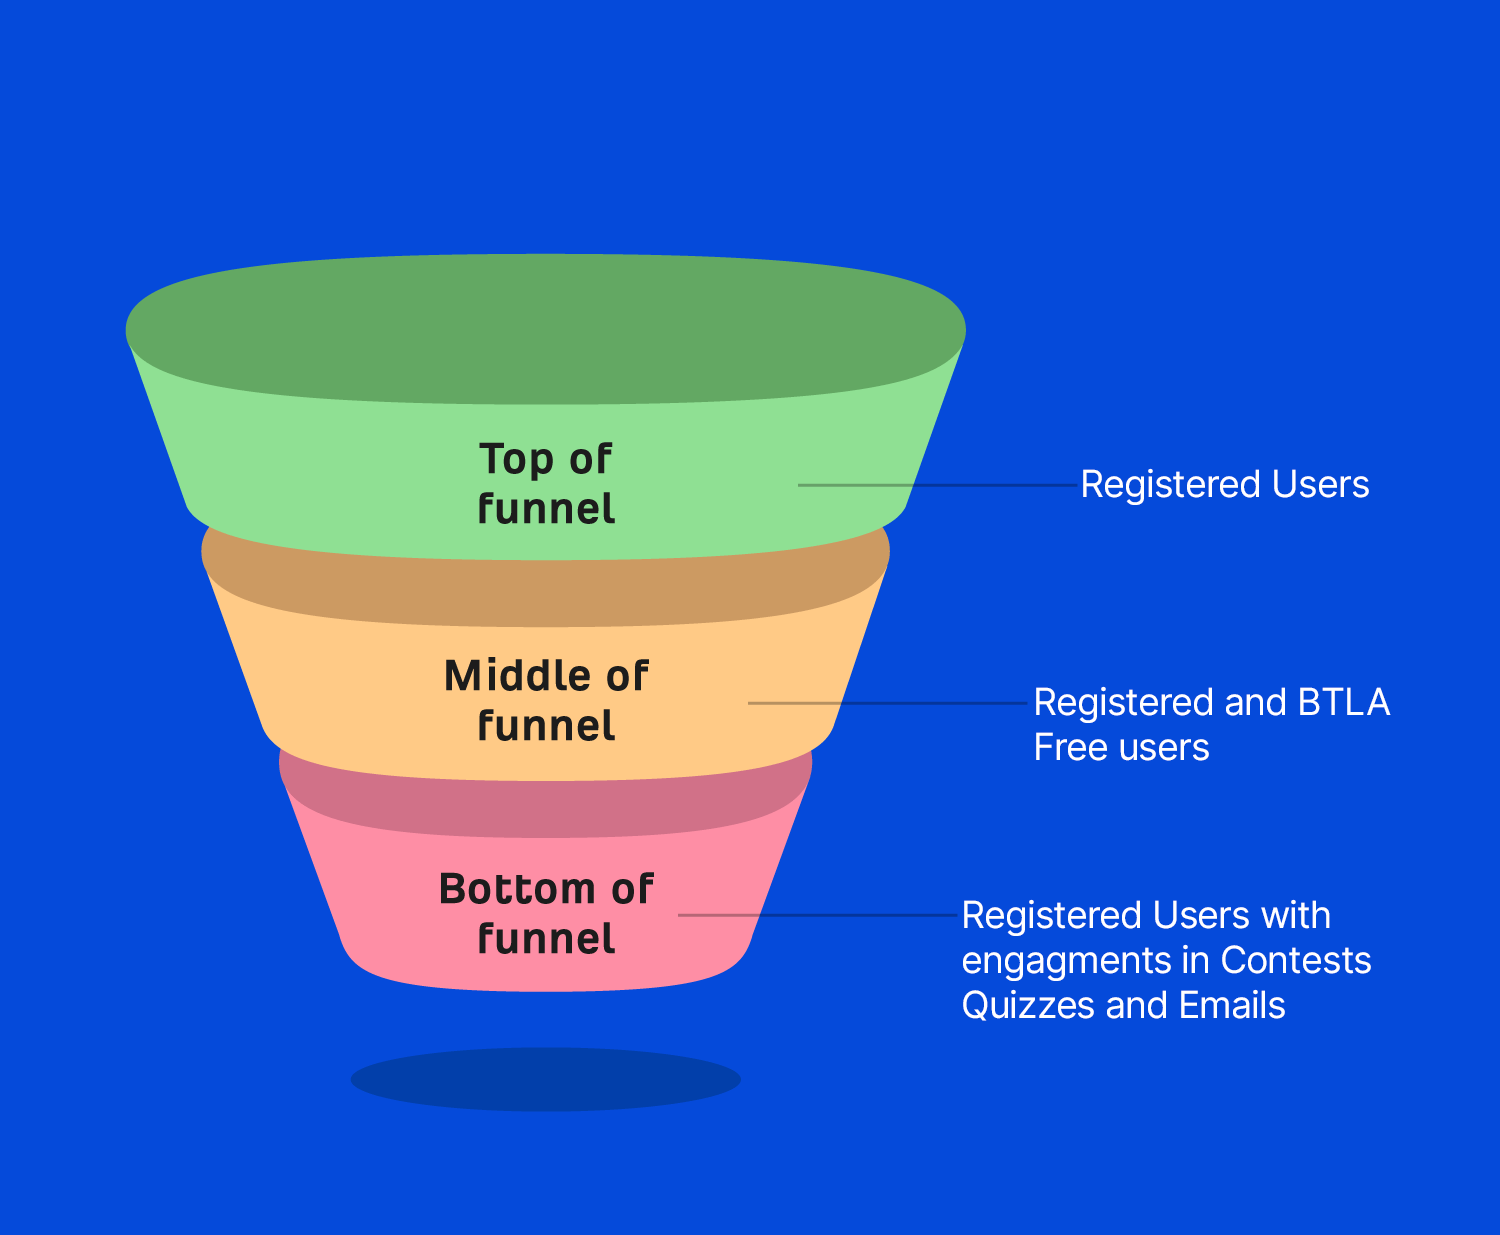 Top of
funnel
Registered Users
Middle of
funnel
Registered and BTLA
Free users
Bottom of
funnel
Registered Users with
engagments in Contests
Quizzes and Emails